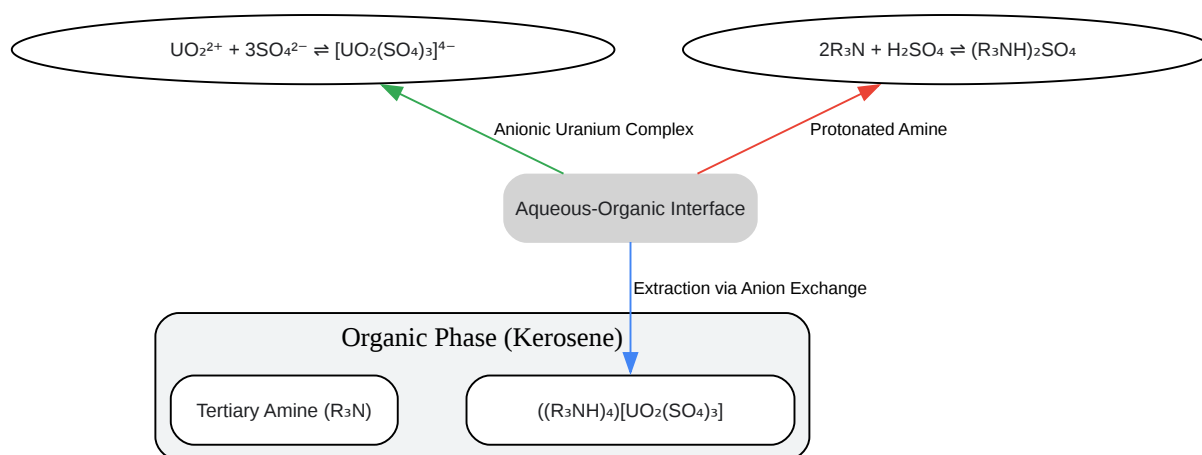 UO₂²⁺ + 3SO₄²⁻ ⇌ [UO₂(SO₄)₃]⁴⁻
2R₃N + H₂SO₄ ⇌ (R₃NH)₂SO₄
Anionic Uranium Complex
Protonated Amine
Aqueous-Organic Interface
Extraction via Anion Exchange
Organic Phase (Kerosene)
Tertiary Amine (R₃N)
((R₃NH)₄)[UO₂(SO₄)₃]